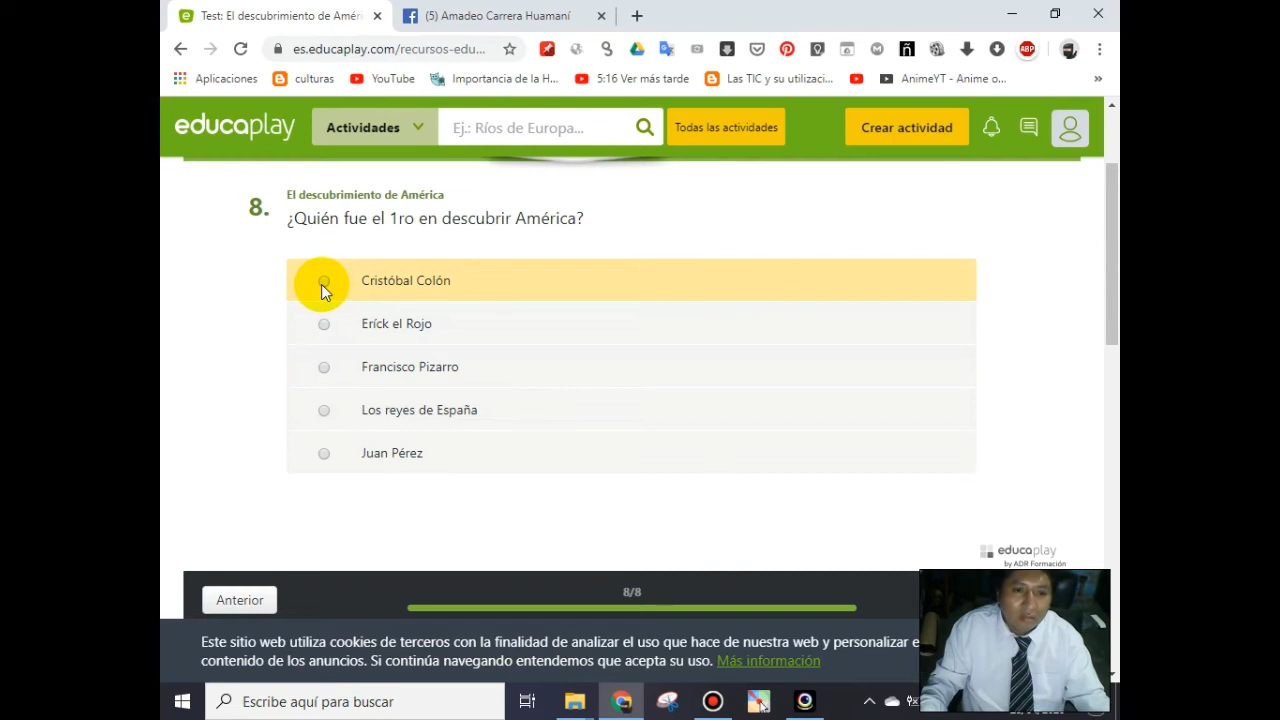 Test: El descubrimiento de Améri
(5) Amadeo Carrera Huamaní
es.educaplay.com/recursos-edu...
Aplicaciones
culturas
YouTube
Importancia de la H...
5:16 Ver más tarde
Las TIC y su utilizaci...
AnimeYT - Anime o...
educaplay
Actividades
Ej.: Ríos de Europa...
Todas las actividades
Crear actividad
8.
El descubrimiento de América
¿Quién fue el 1ro en descubrir América?
Cristóbal Colón
Eríck el Rojo
Francisco Pizarro
Los reyes de España
Juan Pérez
educaplay
by ADR Formación
Anterior
8/8
Este sitio web utiliza cookies de terceros con la finalidad de analizar el uso que hace de nuestra web y personalizar e
contenido de los anuncios. Si continúa navegando entendemos que acepta su uso. Más información
Escribe aquí para buscar